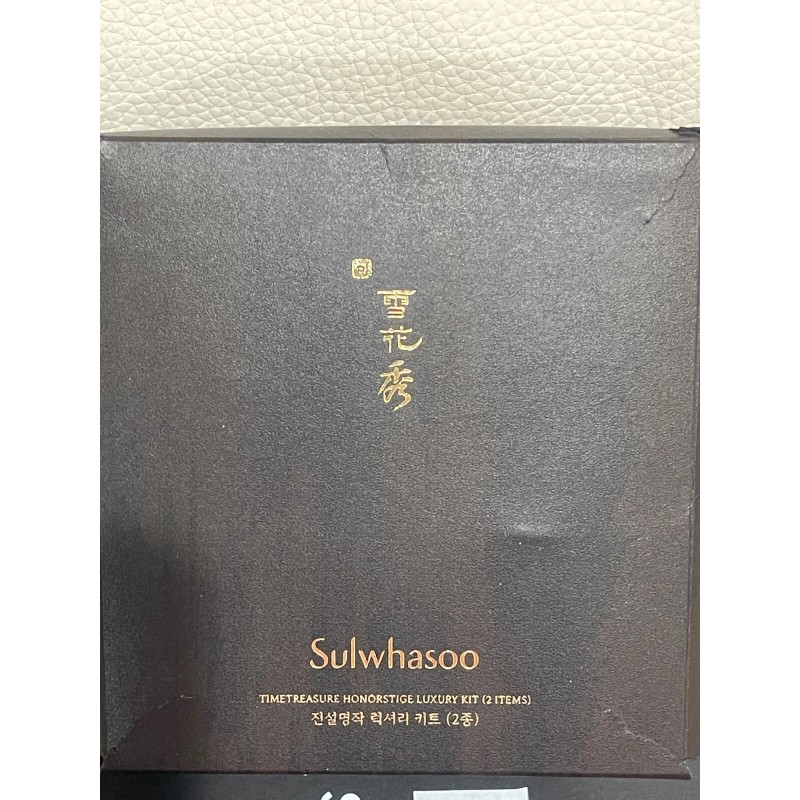 雪花秀
Sulwhasoo
TIMETREASURE HONORSTIGE LUXURY KIT (2 ITEMS)
진설명작 럭셔리 키트 (2종)